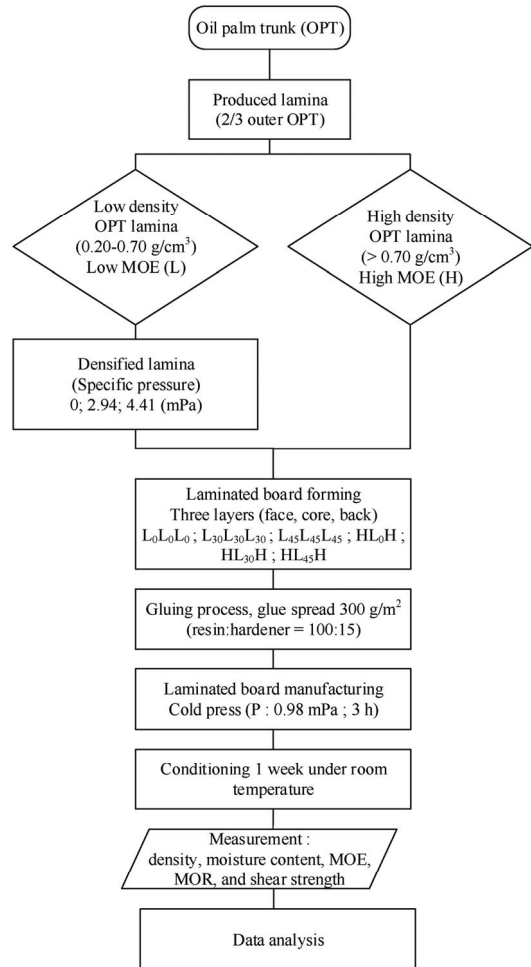 Oil palm trunk (OPT)
Produced lamina
(2/3 outer OPT)
Low density
OPT lamina
(0.20-0.70 g/cm³)
Low MOE (L)
High density
OPT lamina
(> 0.70 g/cm³)
High MOE (H)
Densified lamina
(Specific pressure)
0; 2.94; 4.41 (mPa)
Laminated board forming
Three layers (face, core, back)
L₀L₀L₀ ; L₃₀L₃₀L₃₀ ; L₄₅L₄₅L₄₅ ; HL₀H ;
HL₃₀H ; HL₄₅H
Gluing process, glue spread 300 g/m²
(resin:hardener = 100:15)
Laminated board manufacturing
Cold press (P : 0.98 mPa ; 3 h)
Conditioning 1 week under room
temperature
Measurement :
density, moisture content, MOE,
MOR, and shear strength
Data analysis